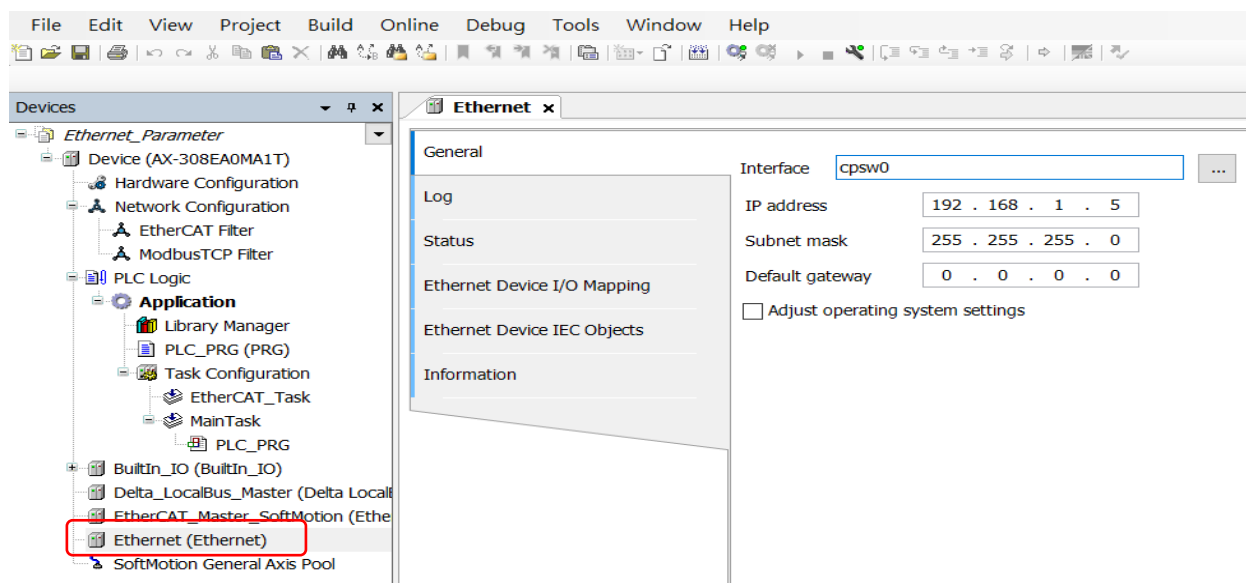 File Edit View Project Build Online Debug Tools Window Help
Devices
Ethernet_Parameter
Device (AX-308EA0MA1T)
Hardware Configuration
Network Configuration
EtherCAT Filter
ModbusTCP Filter
PLC Logic
Application
Library Manager
PLC_PRG (PRG)
Task Configuration
EtherCAT_Task
MainTask
PLC_PRG
BuiltIn_IO (BuiltIn_IO)
Delta_LocalBus_Master (Delta Local
EtherCAT_Master_SoftMotion (Ethe
Ethernet (Ethernet)
SoftMotion General Axis Pool
Ethernet x
General
Log
Status
Ethernet Device I/O Mapping
Ethernet Device IEC Objects
Information
Interface cpsw0 ...
IP address 192 . 168 . 1 . 5
Subnet mask 255 . 255 . 255 . 0
Default gateway 0 . 0 . 0 . 0
Adjust operating system settings